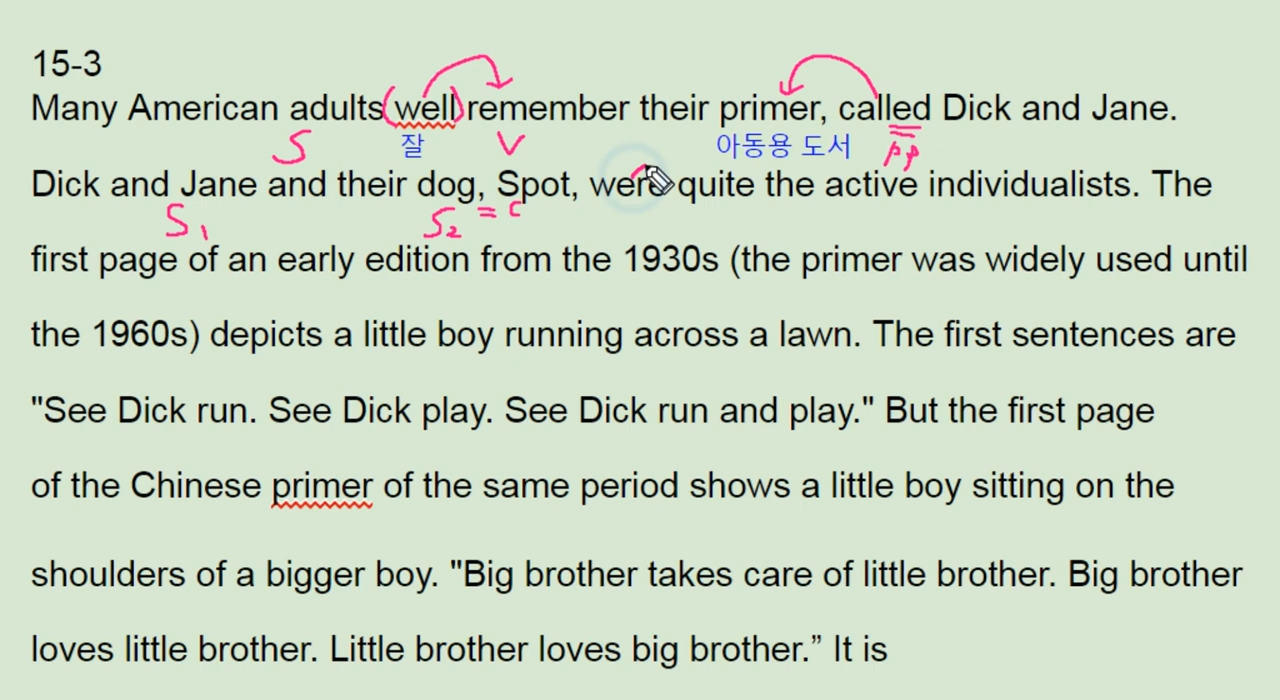 15-3
Many American adults(well)remember their primer, called Dick and Jane.
S 잘 V 아동용 도서 pp
Dick and Jane and their dog, Spot, were quite the active individualists. The
S1 S2 = c
first page of an early edition from the 1930s (the primer was widely used until
the 1960s) depicts a little boy running across a lawn. The first sentences are
"See Dick run. See Dick play. See Dick run and play." But the first page
of the Chinese primer of the same period shows a little boy sitting on the
shoulders of a bigger boy. "Big brother takes care of little brother. Big brother
loves little brother. Little brother loves big brother.” It is